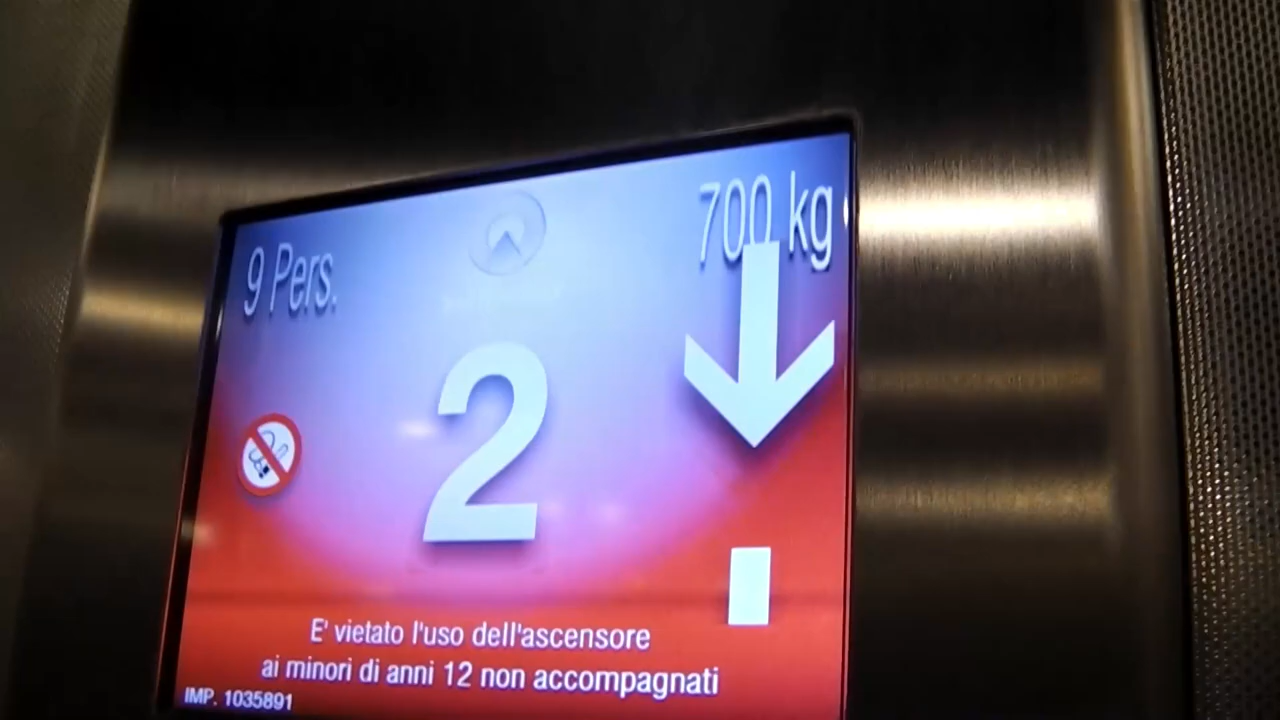 9 Pers.
700 kg
2
E' vietato l'uso dell'ascensore
ai minori di anni 12 non accompagnati
IMP. 1035891